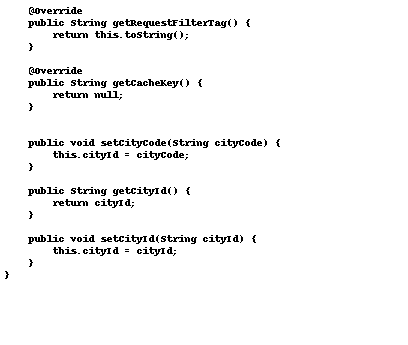 @Override
public String getRequestFilterTag() {
return this.toString();
}
@Override
public String getCacheKey() {
return null;
}
public void setCityCode(String cityCode) {
this.cityId = cityCode;
}
public String getCityId() {
return cityId;
}
public void setCityId(String cityId) {
this.cityId = cityId;
}
}